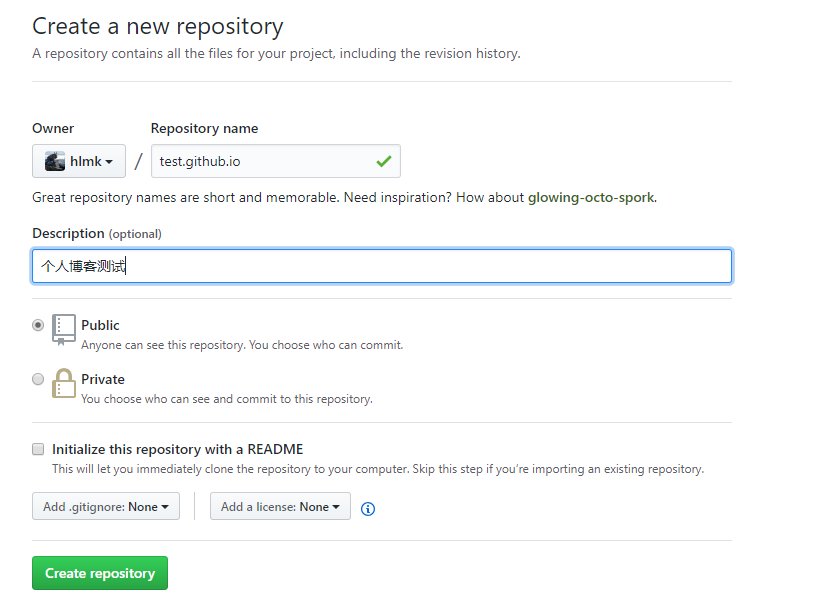 Create a new repository
A repository contains all the files for your project, including the revision history.
Owner Repository name
hlmk / test.github.io
Great repository names are short and memorable. Need inspiration? How about glowing-octo-spork.
Description (optional)
个人博客测试
Public
Anyone can see this repository. You choose who can commit.
Private
You choose who can see and commit to this repository.
Initialize this repository with a README
This will let you immediately clone the repository to your computer. Skip this step if you’re importing an existing repository.
Add .gitignore: None Add a license: None
Create repository